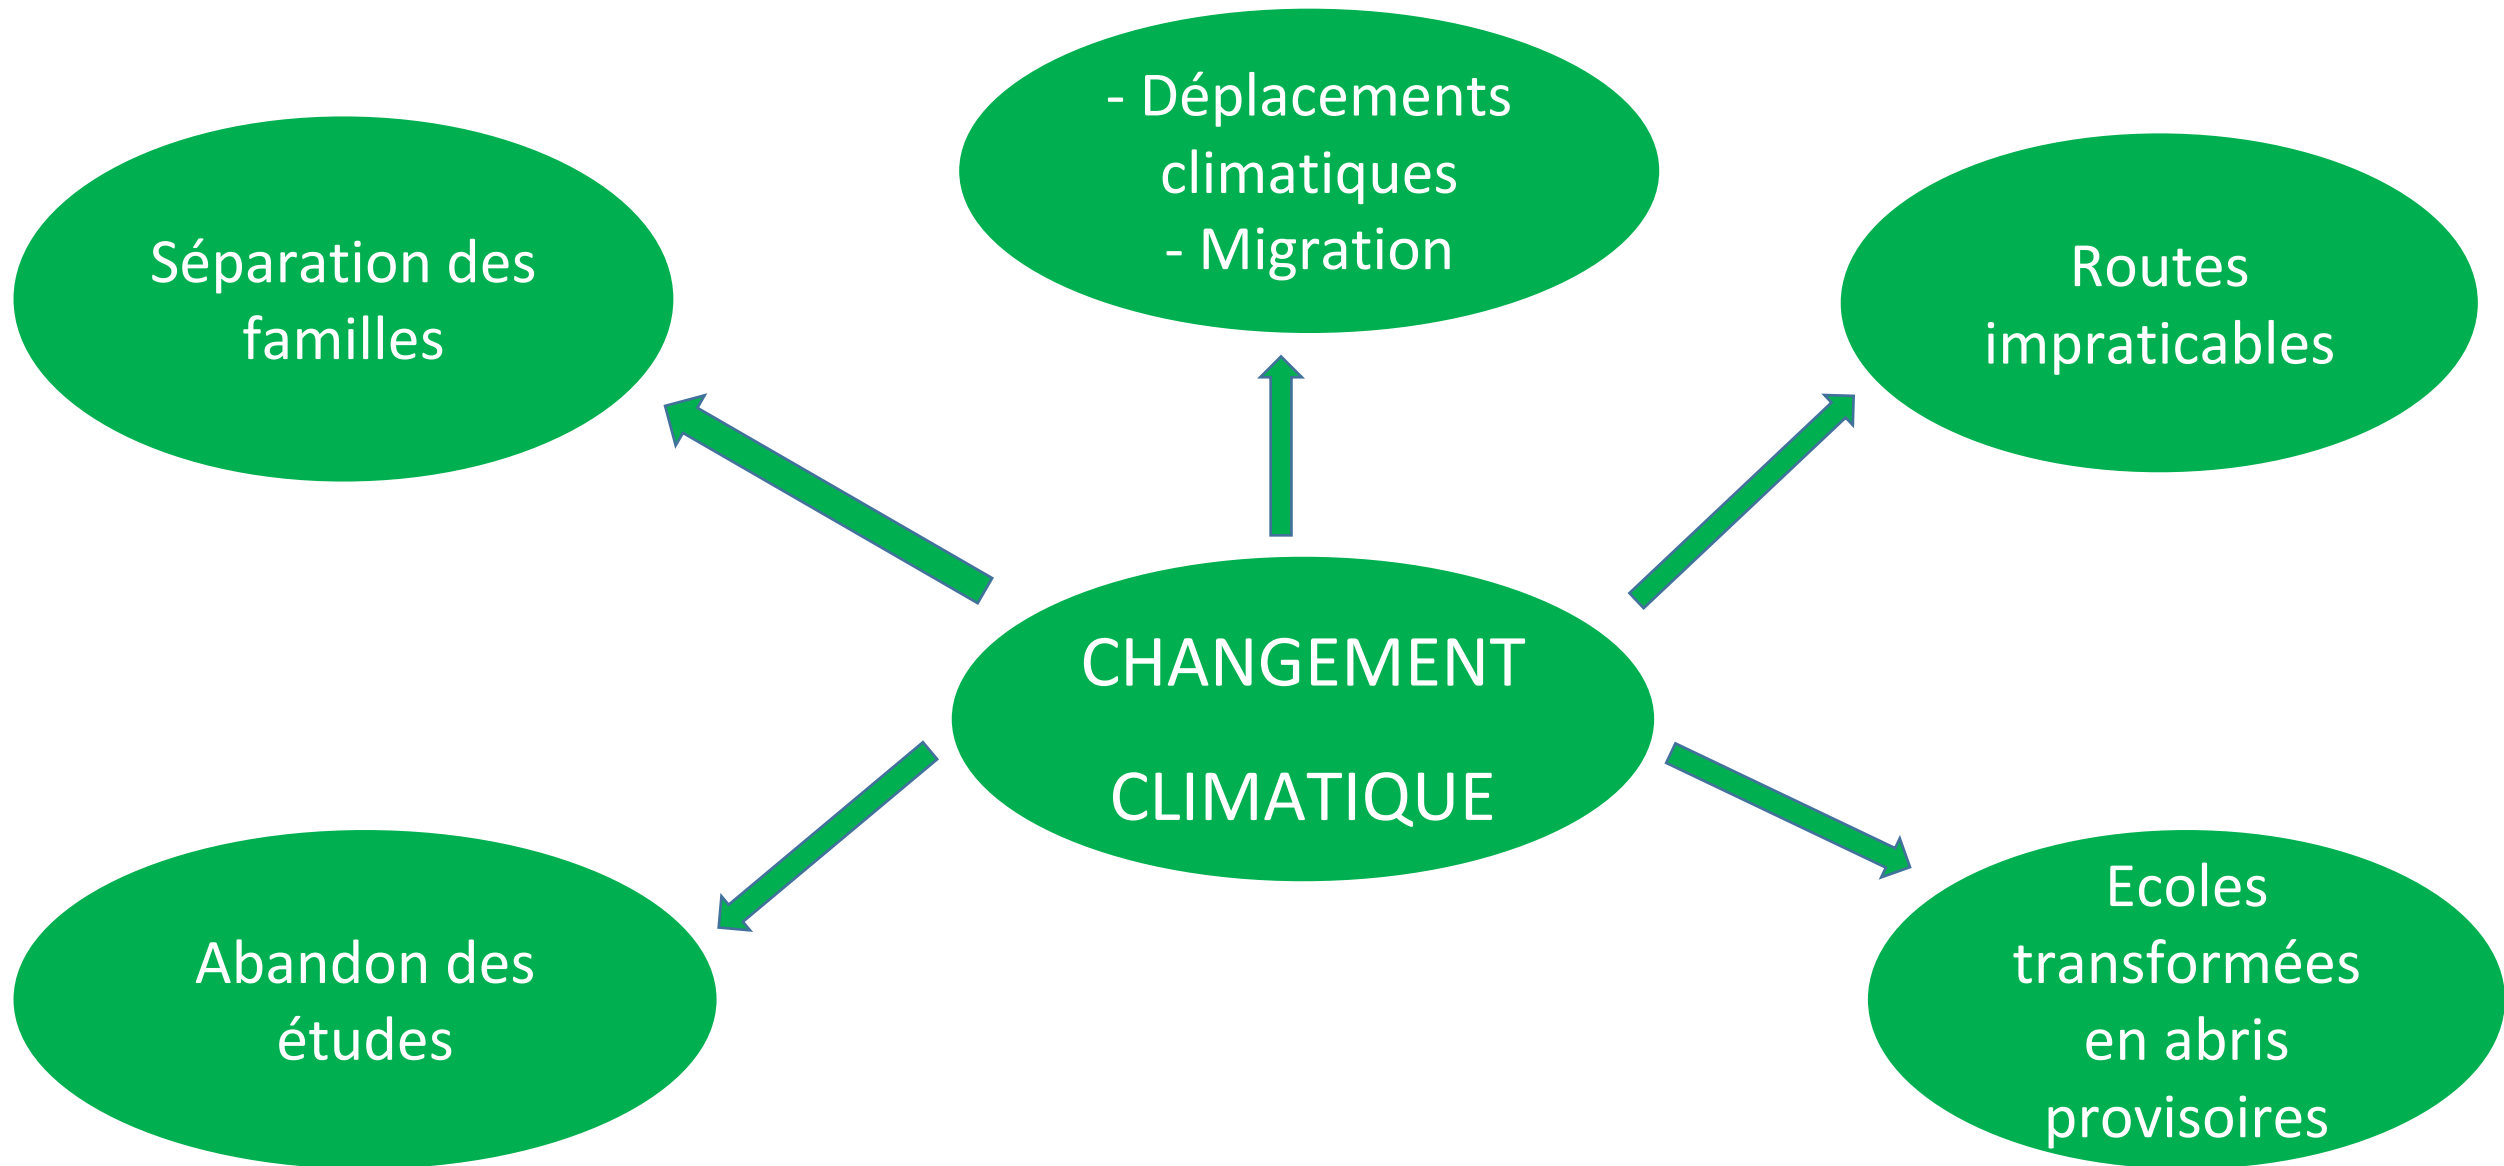 - Déplacements
climatiques
- Migration
Séparation des
familles
Routes
impraticables
CHANGEMENT
CLIMATIQUE
Abandon des
études
Ecoles
transformées
en abris
provisoires